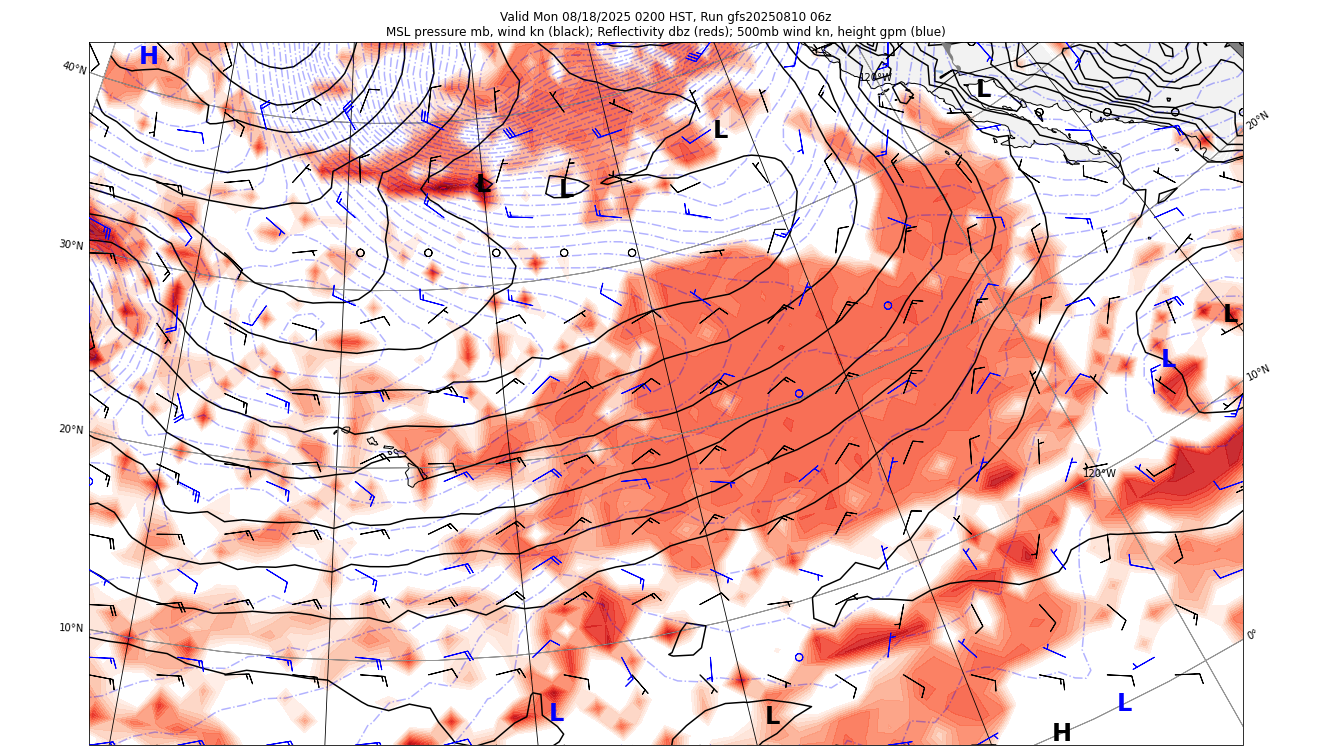 Valid Mon 08/18/2025 0200 HST, Run gfs20250810 06z
MSL pressure mb, wind kn (black); Reflectivity dbz (reds); 500mb wind kn, height gpm (blue)
H
40°N
120°W
L
20°N
L
L
L
30°N
L
L
10°N
20°N
120°W
10°N
0°
L
L
L
H